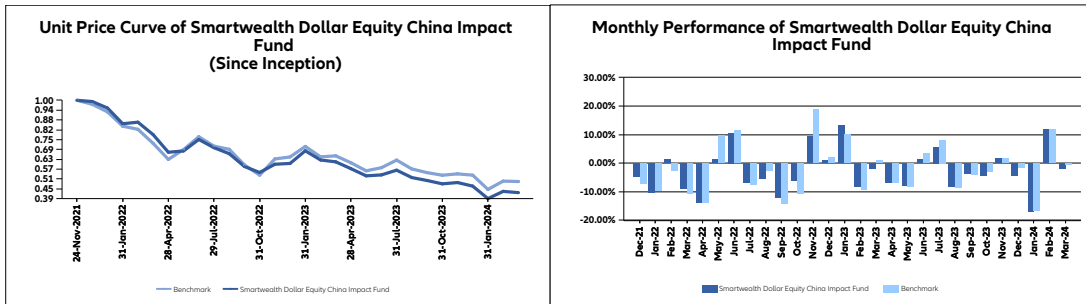 Unit Price Curve of Smartwealth Dollar Equity China Impact
Fund
(Since Inception)
1.00
0.94
0.88
0.82
0.76
0.70
0.63
0.57
0.51
0.45
0.39
24-Nov-2021
31-Jan-2022
28-Apr-2022
29-Jul-2022
31-Oct-2022
31-Jan-2023
28-Apr-2023
31-Jul-2023
31-Oct-2023
31-Jan-2024
Benchmark
Smartwealth Dollar Equity China Impact Fund
Monthly Performance of Smartwealth Dollar Equity China
Impact Fund
30.00%
20.00%
10.00%
0.00%
-10.00%
-20.00%
Dec-21
Jan-22
Feb-22
Mar-22
Apr-22
May-22
Jun-22
Jul-22
Aug-22
Sep-22
Oct-22
Nov-22
Dec-22
Jan-23
Feb-23
Mar-23
Apr-23
May-23
Jun-23
Jul-23
Aug-23
Sep-23
Oct-23
Nov-23
Dec-23
Jan-24
Feb-24
Mar-24
Smartwealth Dollar Equity China Impact Fund
Benchmark